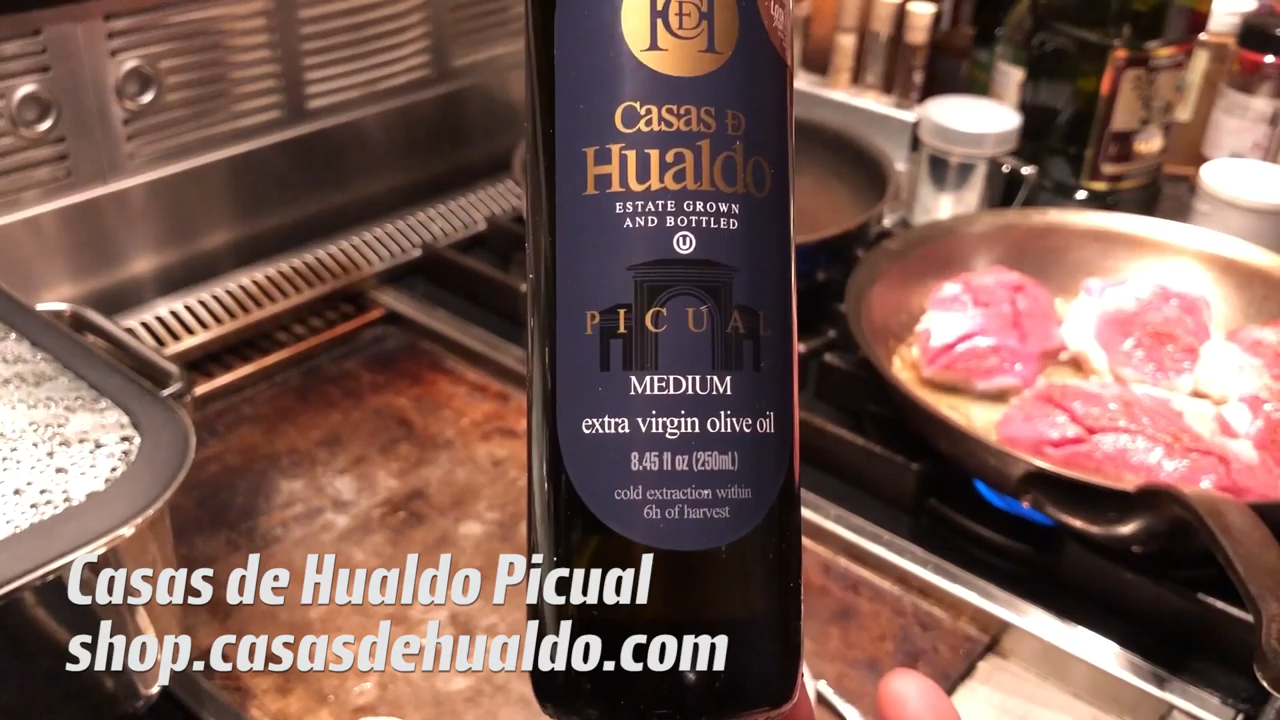 Casas D
Hualdo
ESTATE GROWN
AND BOTTLED
U
PICUAL
MEDIUM
extra virgin olive oil
8.45 fl oz (250mL)
cold extraction within
6h of harvest
Casas de Hualdo Picual
shop.casasdehualdo.com